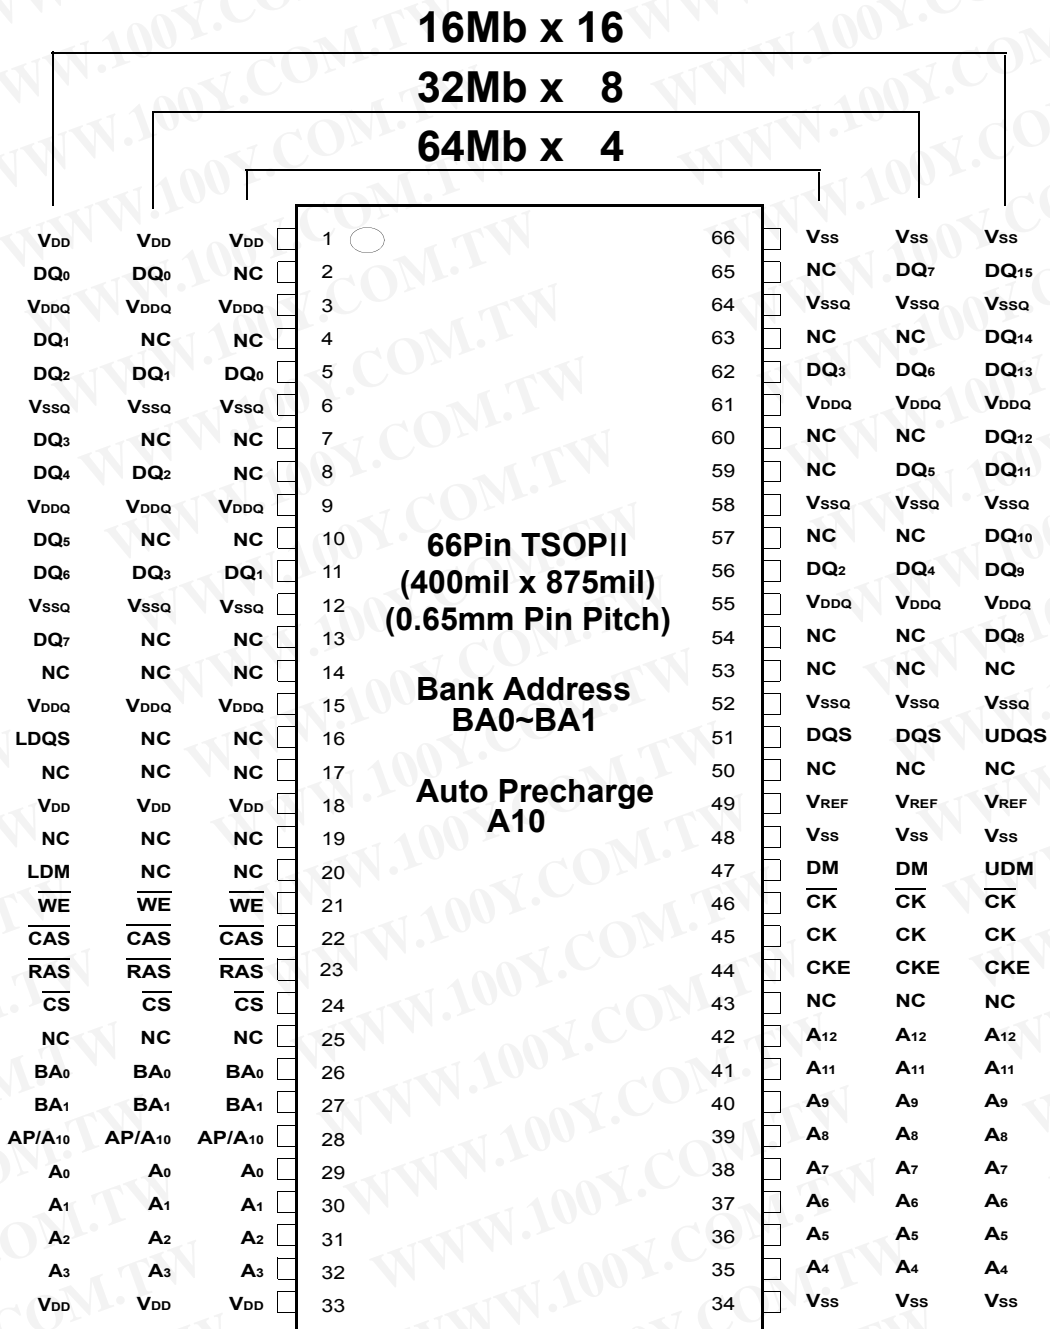 16Mb x 16
32Mb x 8
64Mb x 4
VDD VDD VDD 1 66 VSS VSS VSS
DQ0 DQ0 NC 2 65 NC DQ7 DQ15
VDDQ VDDQ VDDQ 3 64 VSSQ VSSQ VSSQ
DQ1 NC NC 4 63 NC NC DQ14
DQ2 DQ1 DQ0 5 62 DQ3 DQ6 DQ13
VSSQ VSSQ VSSQ 6 61 VDDQ VDDQ VDDQ
DQ3 NC NC 7 60 NC NC DQ12
DQ4 DQ2 NC 8 59 NC DQ5 DQ11
VDDQ VDDQ VDDQ 9 58 VSSQ VSSQ VSSQ
DQ5 NC NC 10 57 NC NC DQ10
66Pin TSOPII
DQ6 DQ3 DQ1 11 56 DQ2 DQ4 DQ9
(400mil x 875mil)
VSSQ VSSQ VSSQ 12 55 VDDQ VDDQ VDDQ
(0.65mm Pin Pitch)
DQ7 NC NC 13 54 NC NC DQ8
NC NC NC 14 53 NC NC NC
Bank Address
VDDQ VDDQ VDDQ 15 52 VSSQ VSSQ VSSQ
BA0~BA1
LDQS NC NC 16 51 DQS DQS UDQS
NC NC NC 17 50 NC NC NC
Auto Precharge
VDD VDD VDD 18 49 VREF VREF VREF
A10
NC NC NC 19 48 VSS VSS VSS
LDM NC NC 20 47 DM DM UDM
WE WE WE 21 46 CK CK CK
CAS CAS CAS 22 45 CK CK CK
RAS RAS RAS 23 44 CKE CKE CKE
CS CS CS 24 43 NC NC NC
NC NC NC 25 42 A12 A12 A12
BA0 BA0 BA0 26 41 A11 A11 A11
BA1 BA1 BA1 27 40 A9 A9 A9
AP/A10 AP/A10 AP/A10 28 39 A8 A8 A8
A0 A0 A0 29 38 A7 A7 A7
A1 A1 A1 30 37 A6 A6 A6
A2 A2 A2 31 36 A5 A5 A5
A3 A3 A3 32 35 A4 A4 A4
VDD VDD VDD 33 34 VSS VSS VSS
WWW.100Y.COM.TW